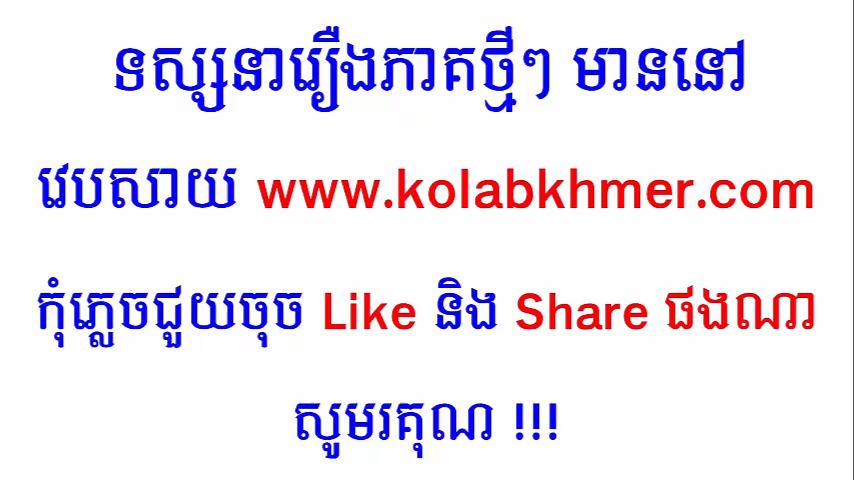 ទស្សនារឿងភាគថ្មីៗ មាននៅ
វេបសាយ www.kolabkhmer.com
កុំភ្លេចជួយចុច Like និង Share ផងណា
សូមរគុណ !!!